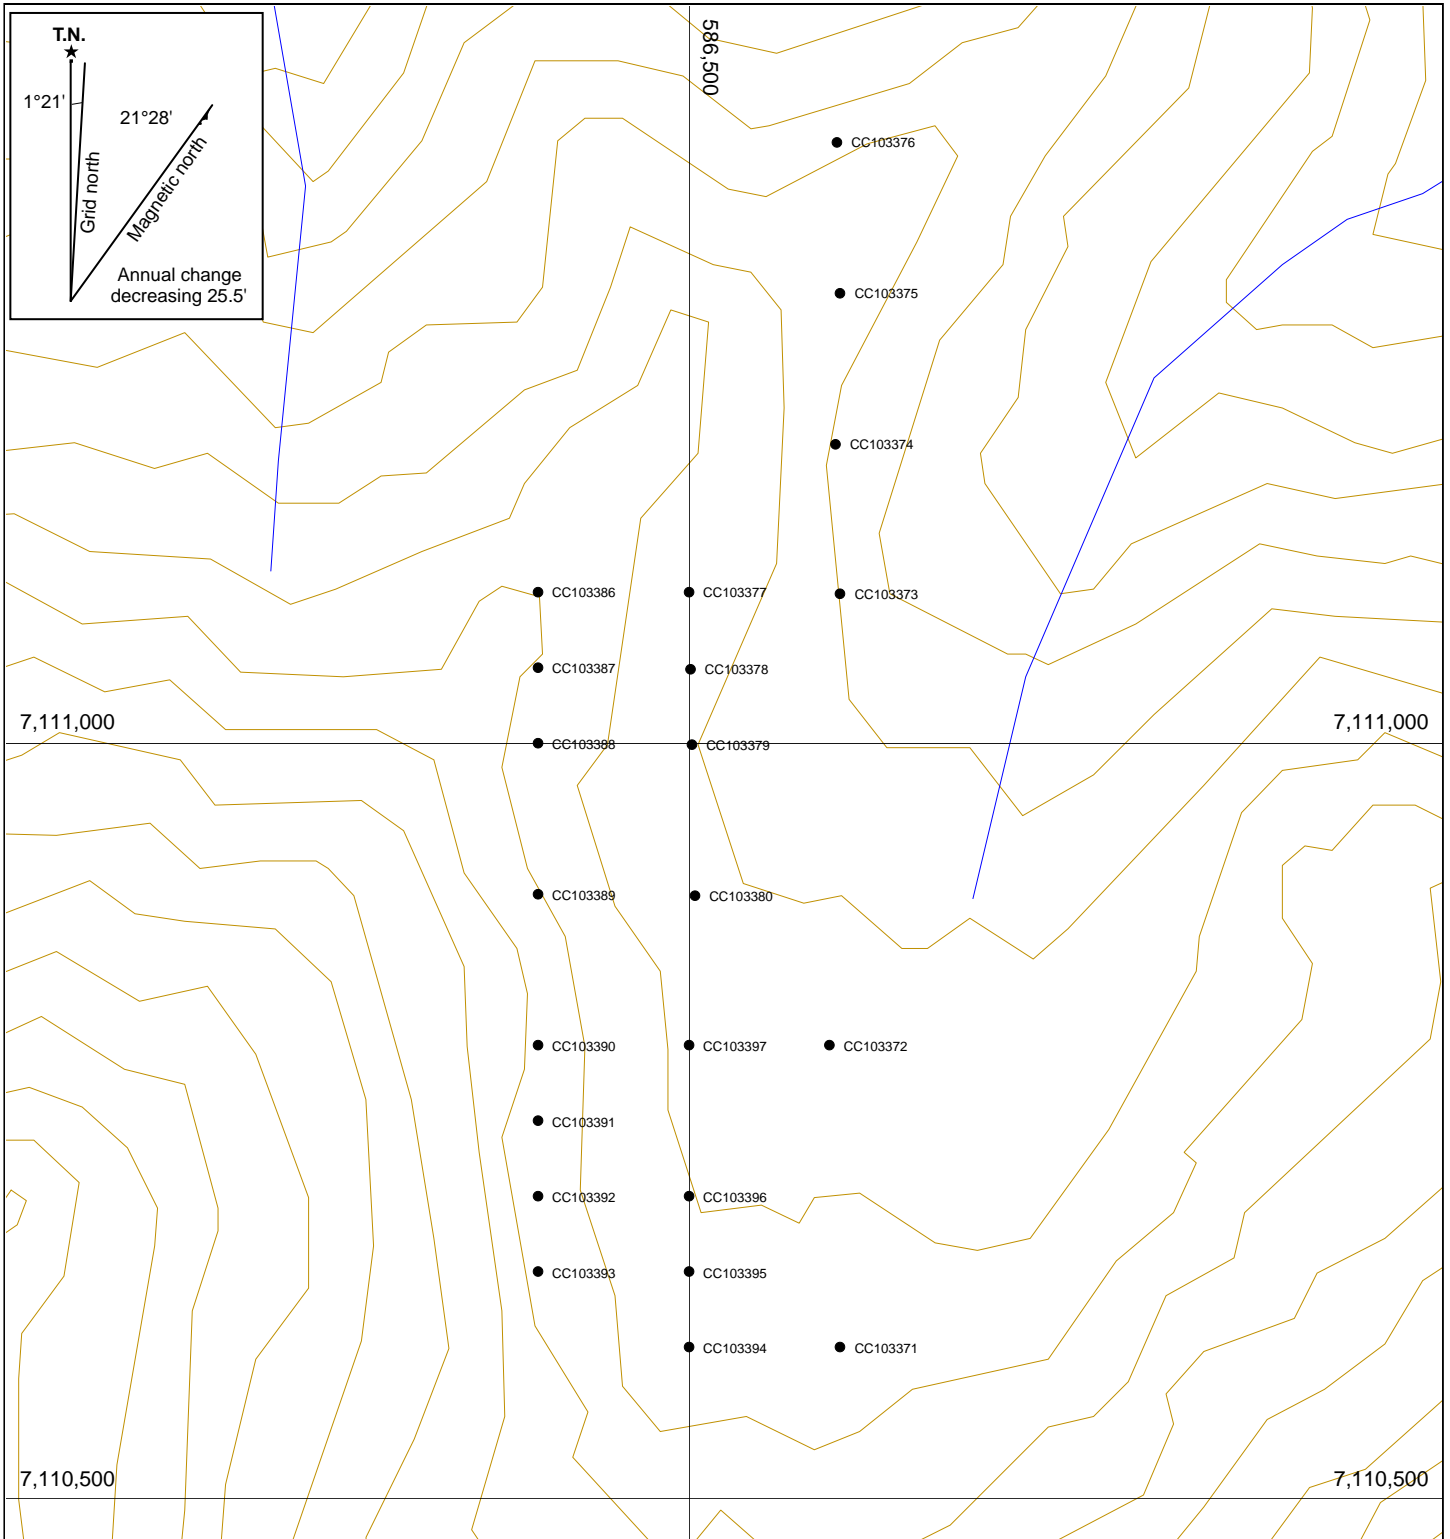 T.N.
1°21'
21°28'
Grid north
Magnetic north
Annual change
decreasing 25.5'
586,500
CC103376
CC103375
CC103374
CC103386
CC103377
CC103373
CC103387
CC103378
7,111,000
7,111,000
CC103388
CC103379
CC103389
CC103380
CC103390
CC103397
CC103372
CC103391
CC103392
CC103396
CC103393
CC103395
CC103394
CC103371
7,110,500
7,110,500